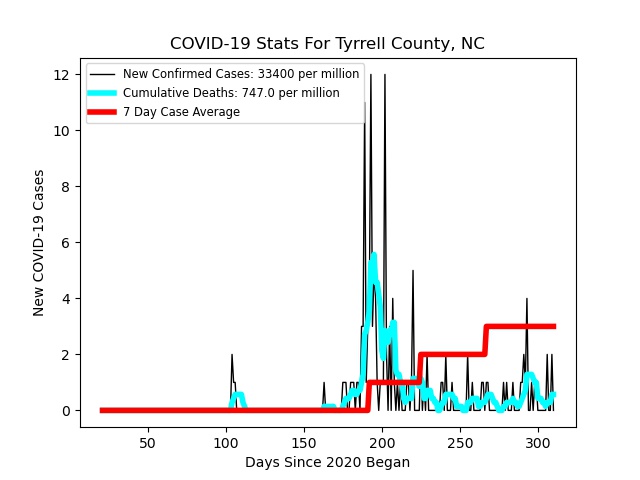 COVID-19 Stats For Tyrrell County, NC
New Confirmed Cases: 33400 per million
Cumulative Deaths: 747.0 per million
7 Day Case Average
12
10
8
6
4
2
0
New COVID-19 Cases
50 100 150 200 250 300
Days Since 2020 Began